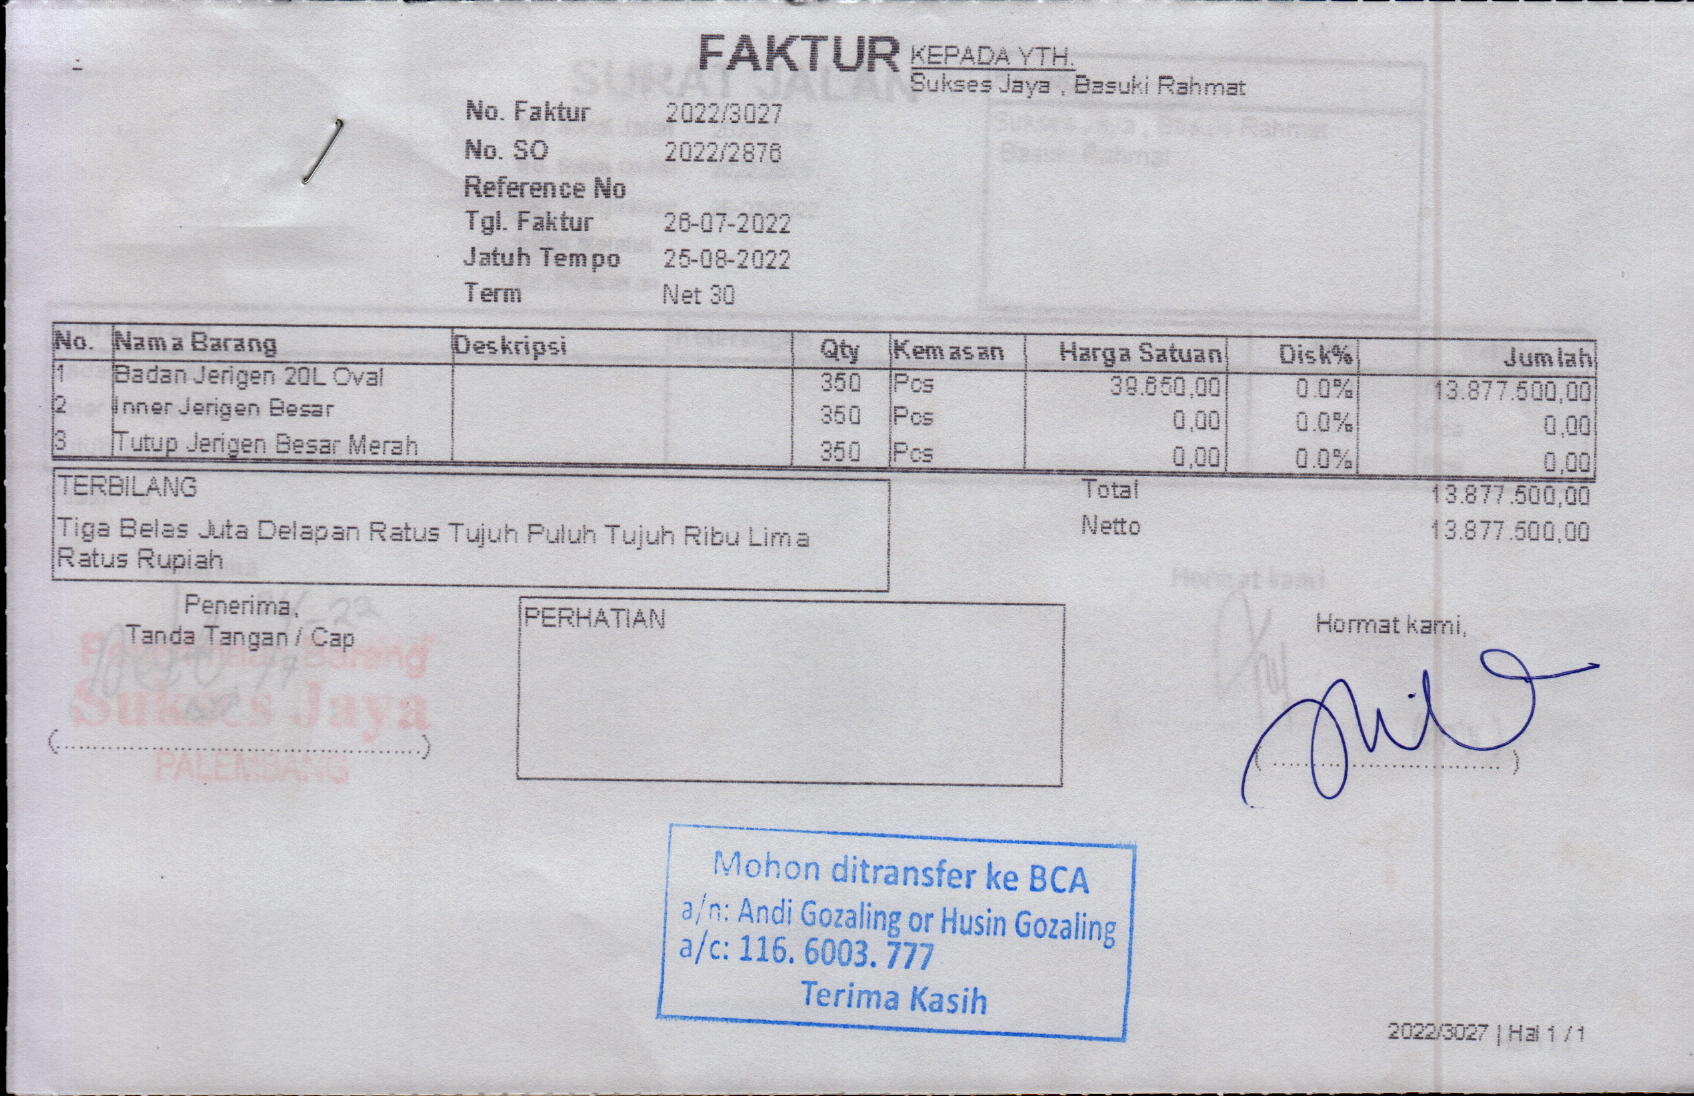 FAKTUR
KEPADA YTH.
Sukses Jaya , Basuki Rahmat
No. Faktur 2022/3027
No. SO 2022/2876
Reference No
Tgl. Faktur 26-07-2022
Jatuh Tempo 25-08-2022
Term Net 30
No. Nama Barang Deskripsi Qty Kemasan Harga Satuan Disk% Jumlah
1 Badan Jerigen 20L Oval 350 Pcs 39.650,00 0.0% 13.877.500,00
2 Inner Jerigen Besar 350 Pcs 0,00 0.0% 0,00
3 Tutup Jerigen Besar Merah 350 Pcs 0,00 0.0% 0,00
TERBILANG
Tiga Belas Juta Delapan Ratus Tujuh Puluh Tujuh Ribu Lima
Ratus Rupiah
Total 13.877.500,00
Netto 13.877.500,00
Penerima,
Tanda Tangan / Cap
(..........................................)
Sukses Jaya
PALEMBANG
PERHATIAN
Hormat kami,
( .............................. )
Mohon ditransfer ke BCA
a/n: Andi Gozaling or Husin Gozaling
a/c: 116. 6003. 777
Terima Kasih
2022/3027 | Hal 1 / 1